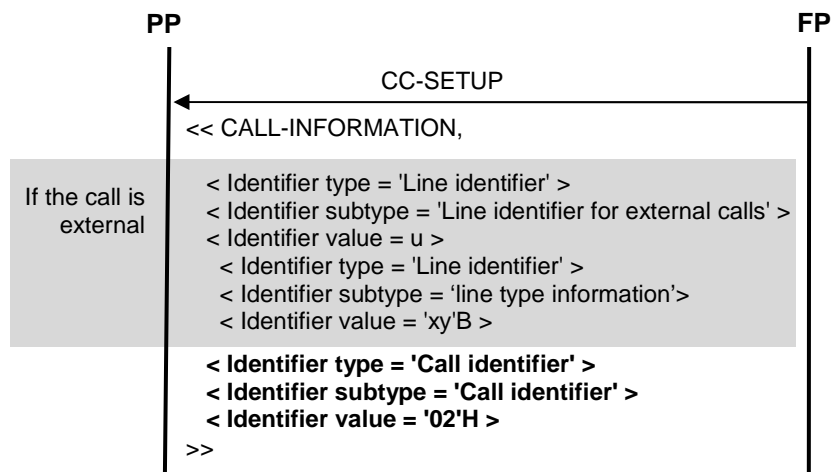 PP FP
CC-SETUP
<< CALL-INFORMATION,
If the call is
external
< Identifier type = 'Line identifier' >
< Identifier subtype = 'Line identifier for external calls' >
< Identifier value = u >
< Identifier type = 'Line identifier' >
< Identifier subtype = ‘line type information’>
< Identifier value = 'xy'B >
< Identifier type = 'Call identifier' >
< Identifier subtype = 'Call identifier' >
< Identifier value = '02'H >
>>